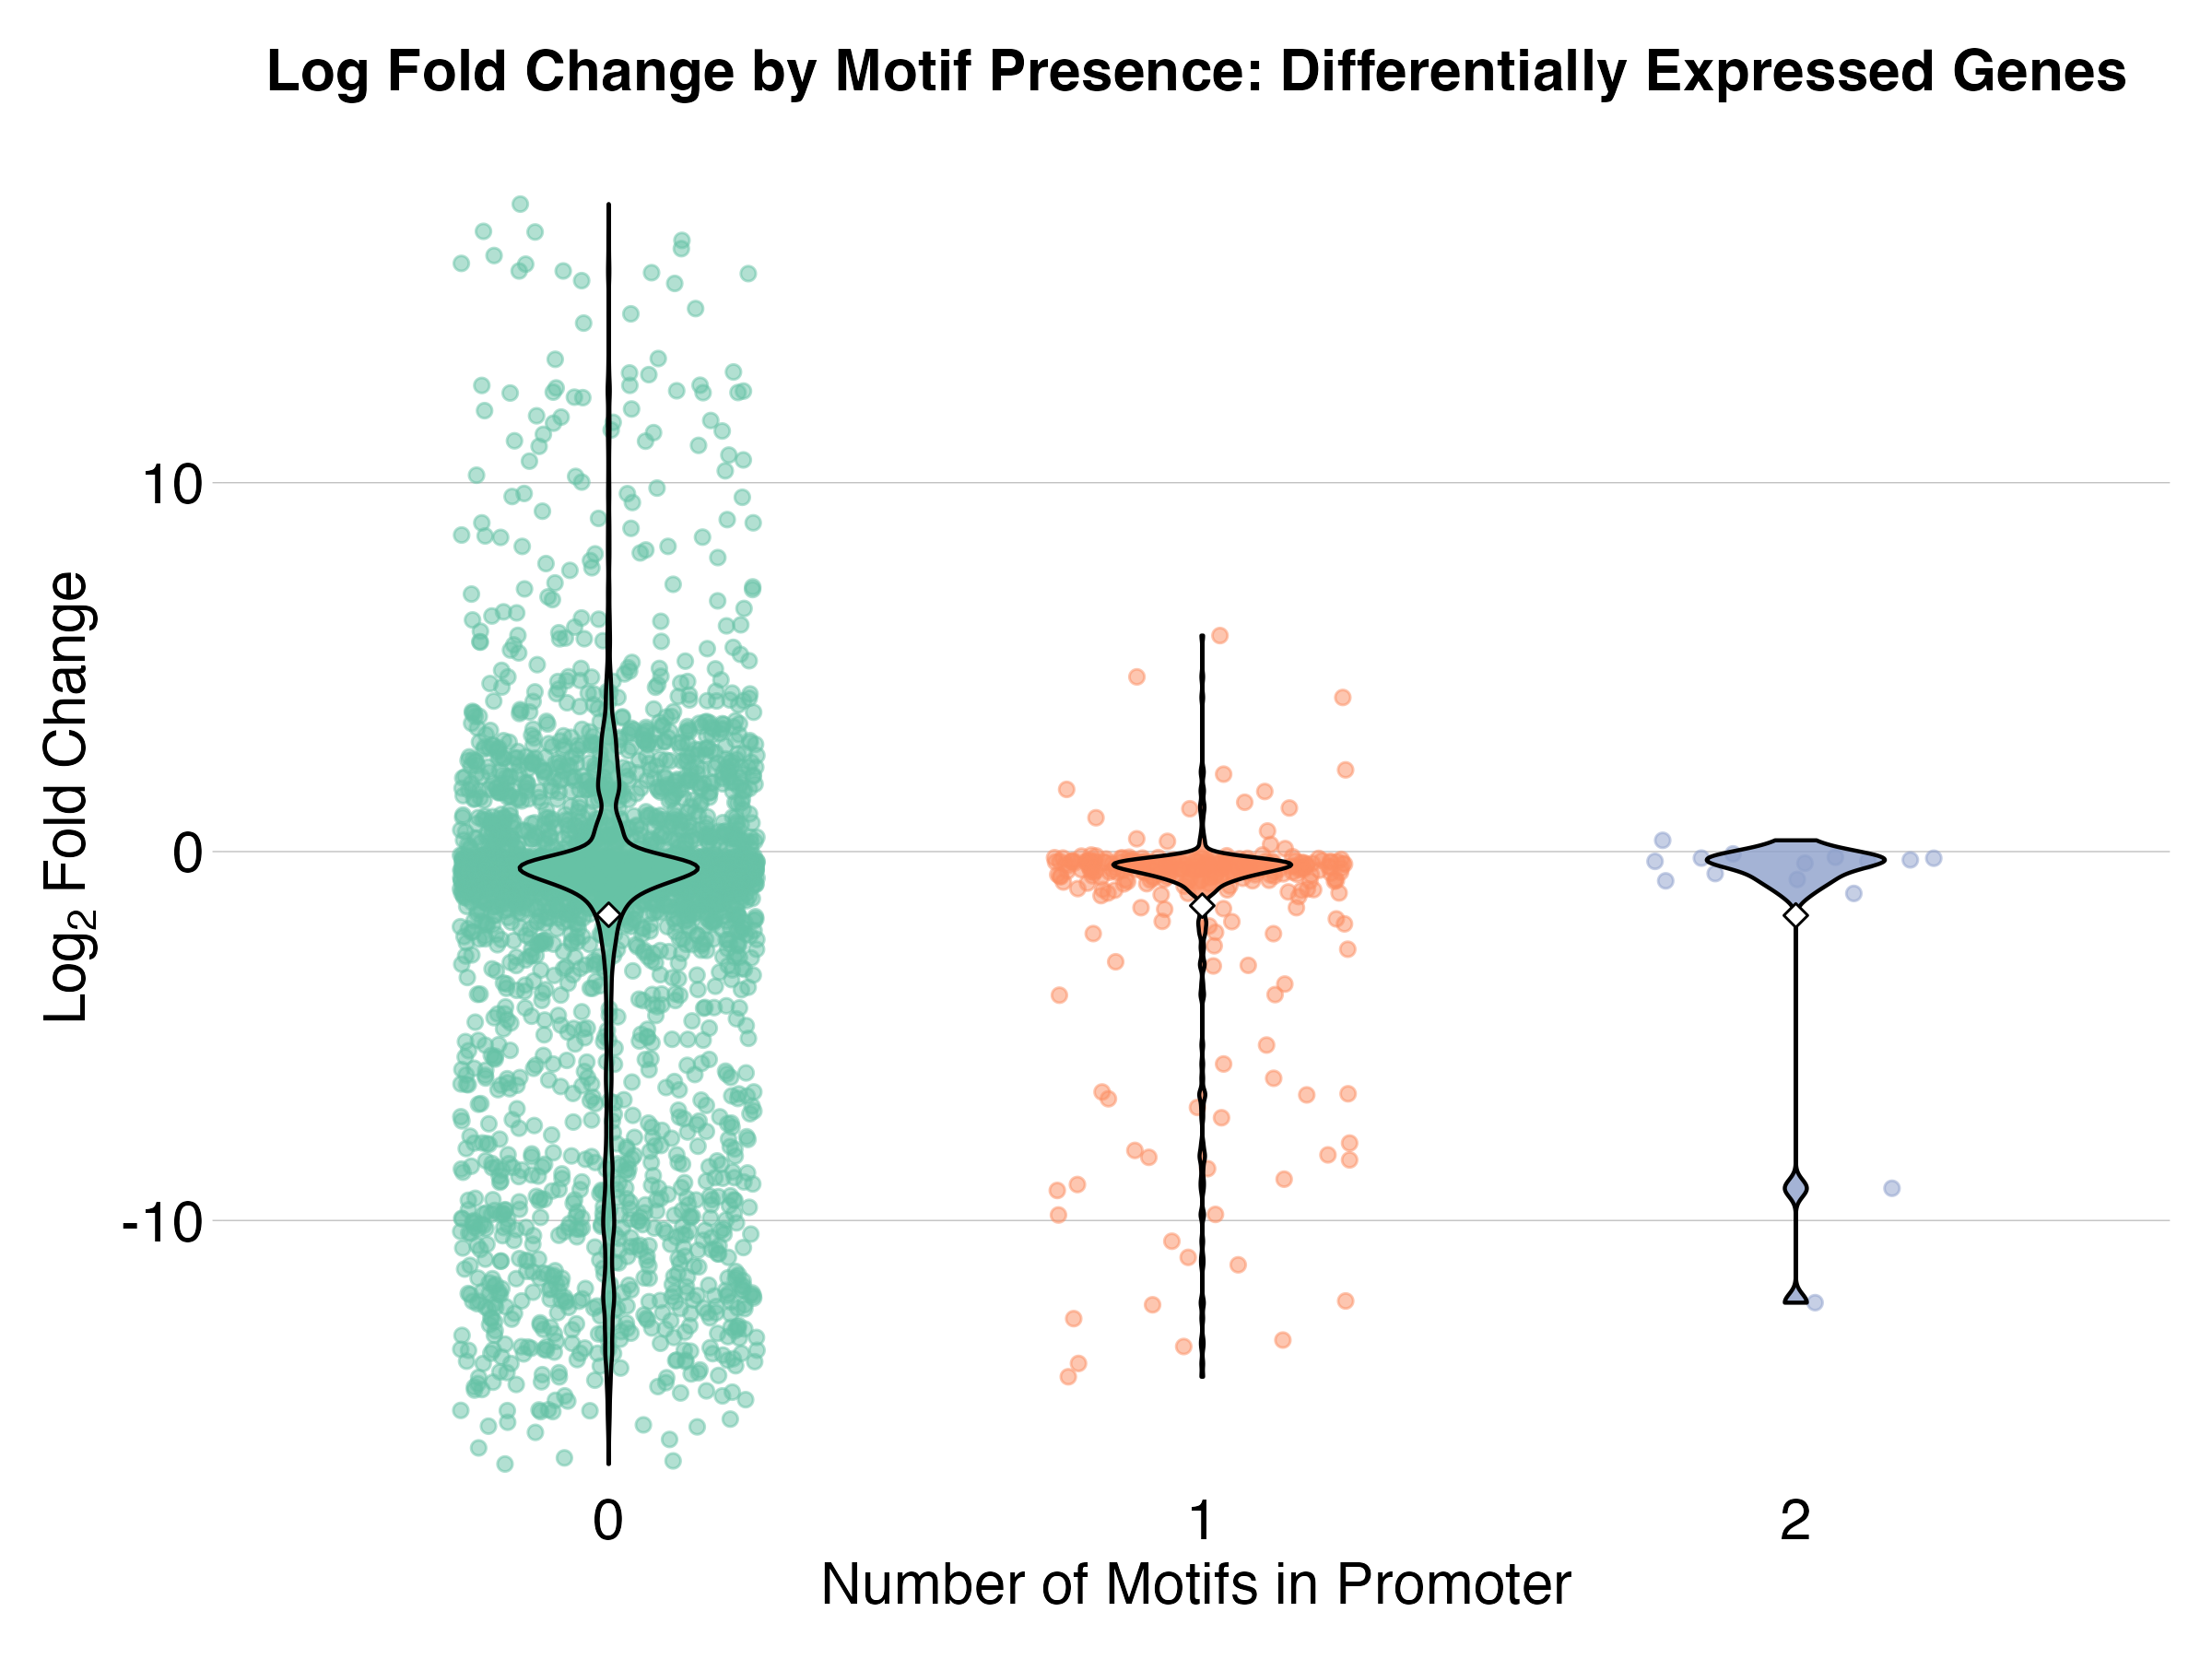 Log Fold Change by Motif Presence: Differentially Expressed Genes
Log₂ Fold Change
10
0
-10
0 1 2
Number of Motifs in Promoter